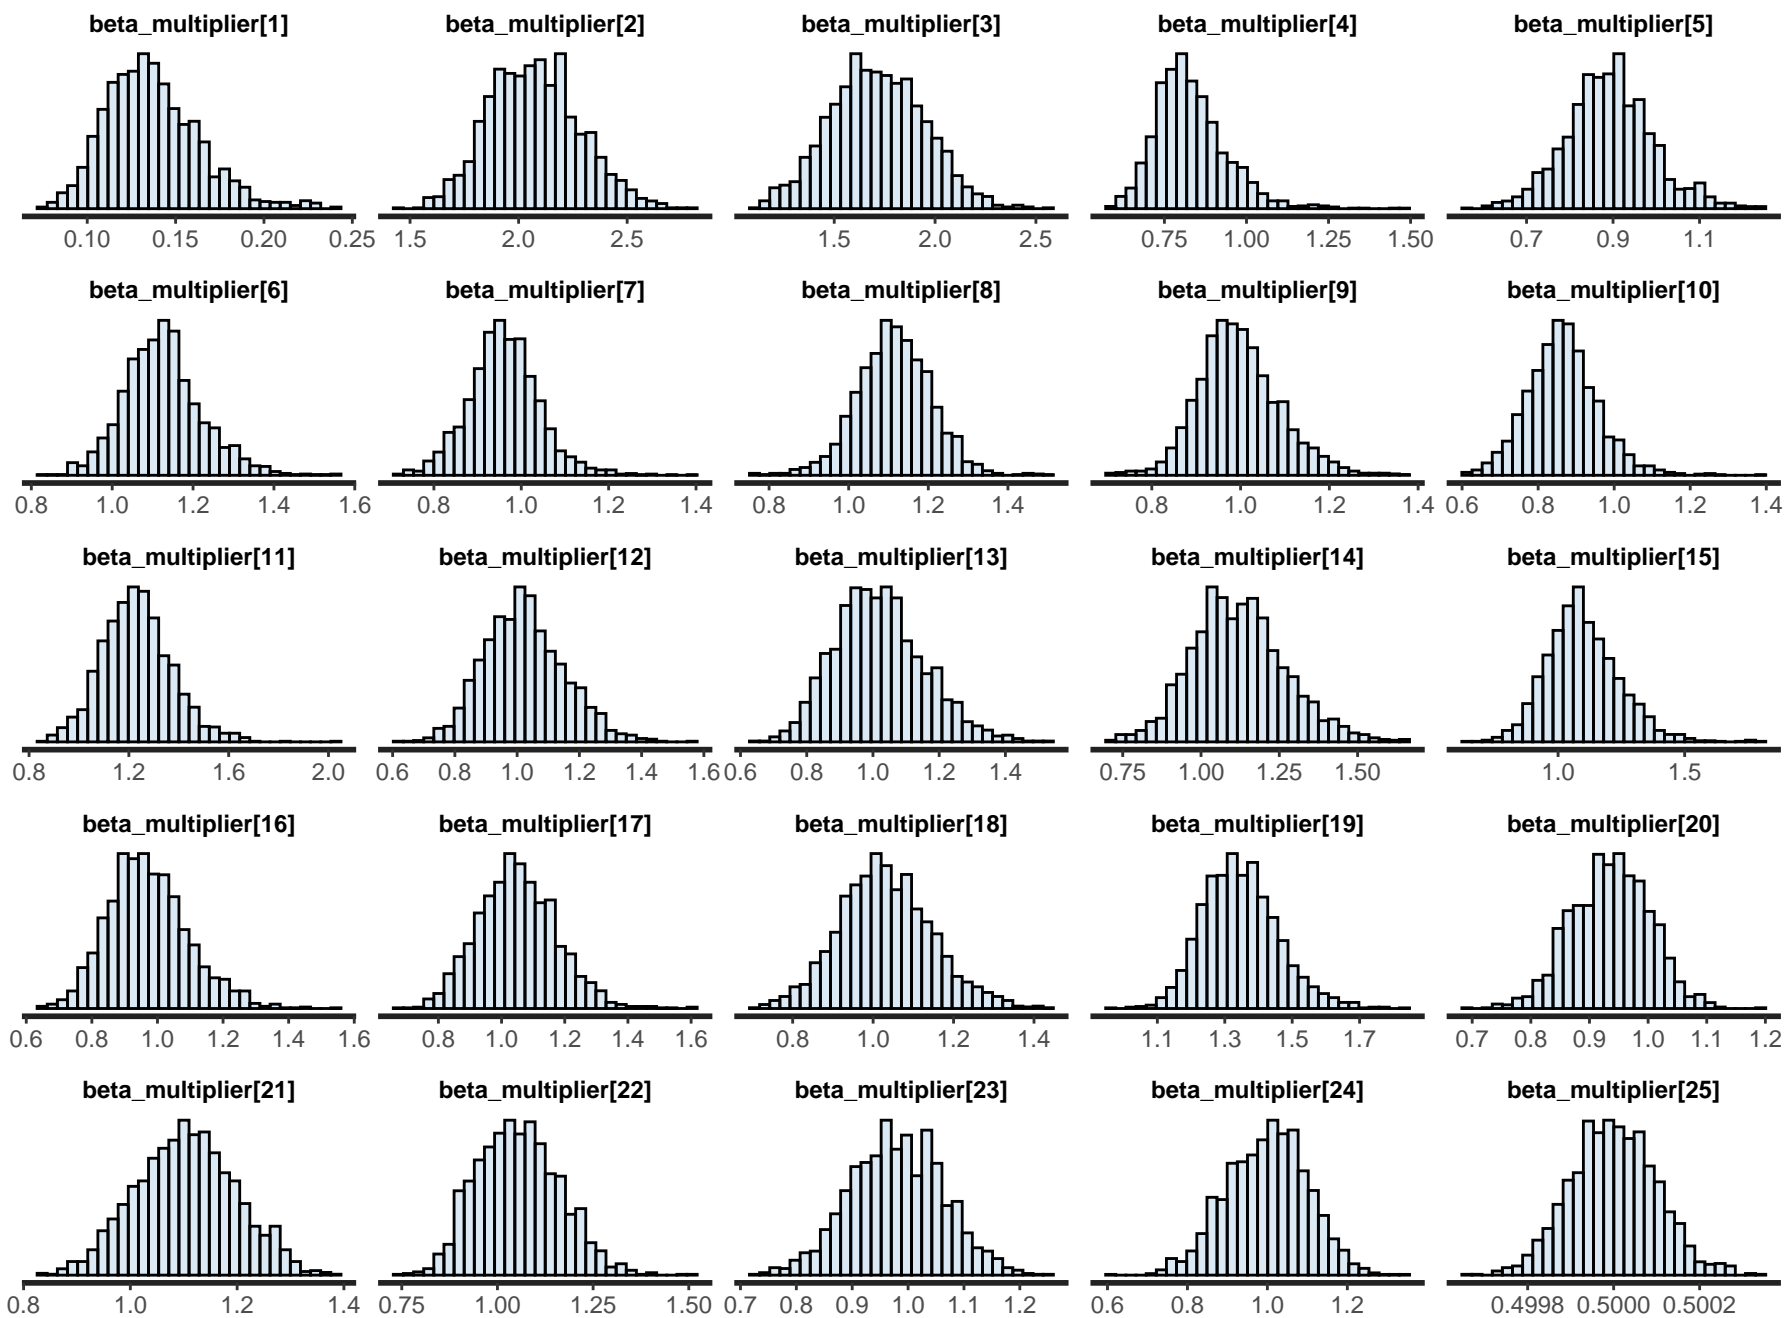 beta_multiplier[1] beta_multiplier[2] beta_multiplier[3] beta_multiplier[4] beta_multiplier[5]
0.10 0.15 0.20 0.25 1.5 2.0 2.5 1.5 2.0 2.5 0.75 1.00 1.25 1.50 0.7 0.9 1.1
beta_multiplier[6] beta_multiplier[7] beta_multiplier[8] beta_multiplier[9] beta_multiplier[10]
0.8 1.0 1.2 1.4 1.6 0.8 1.0 1.2 1.4 0.8 1.0 1.2 1.4 0.8 1.0 1.2 1.4 0.6 0.8 1.0 1.2 1.4
beta_multiplier[11] beta_multiplier[12] beta_multiplier[13] beta_multiplier[14] beta_multiplier[15]
0.8 1.2 1.6 2.0 0.6 0.8 1.0 1.2 1.4 1.6 0.6 0.8 1.0 1.2 1.4 0.75 1.00 1.25 1.50 1.0 1.5
beta_multiplier[16] beta_multiplier[17] beta_multiplier[18] beta_multiplier[19] beta_multiplier[20]
0.6 0.8 1.0 1.2 1.4 1.6 0.8 1.0 1.2 1.4 1.6 0.8 1.0 1.2 1.4 1.1 1.3 1.5 1.7 0.7 0.8 0.9 1.0 1.1 1.2
beta_multiplier[21] beta_multiplier[22] beta_multiplier[23] beta_multiplier[24] beta_multiplier[25]
0.8 1.0 1.2 1.4 0.75 1.00 1.25 1.50 0.7 0.8 0.9 1.0 1.1 1.2 0.6 0.8 1.0 1.2 0.4998 0.5000 0.5002